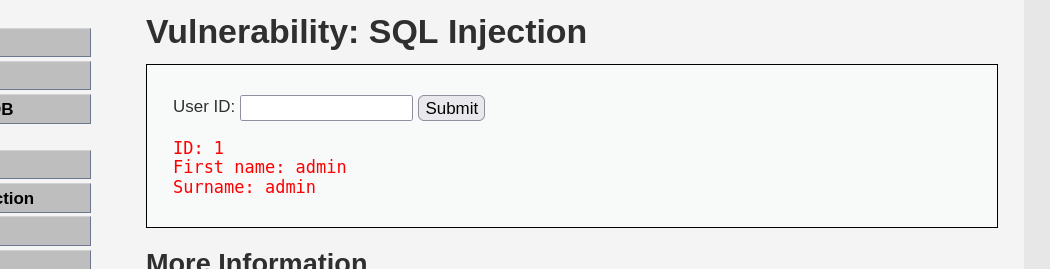 Vulnerability: SQL Injection
User ID: Submit
ID: 1
First name: admin
Surname: admin
More Information